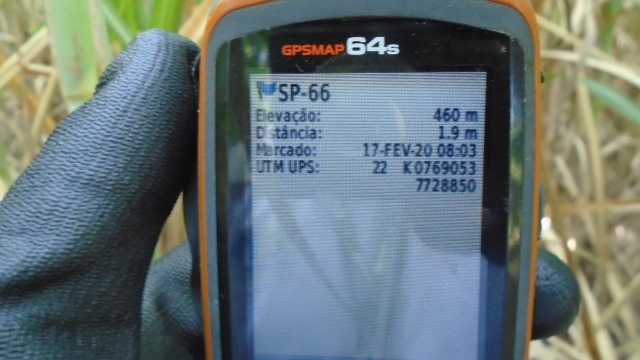 GPSMAP 64s
SP-66
Elevação: 460 m
Distância: 1.9 m
Marcado: 17-FEV-20 08:03
UTM UPS: 22 K 0769053
7728850